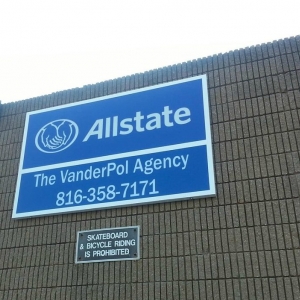 Allstate
The VanderPol Agency
816-358-7171
SKATEBOARD
& BICYCLE RIDING
IS PROHIBITED